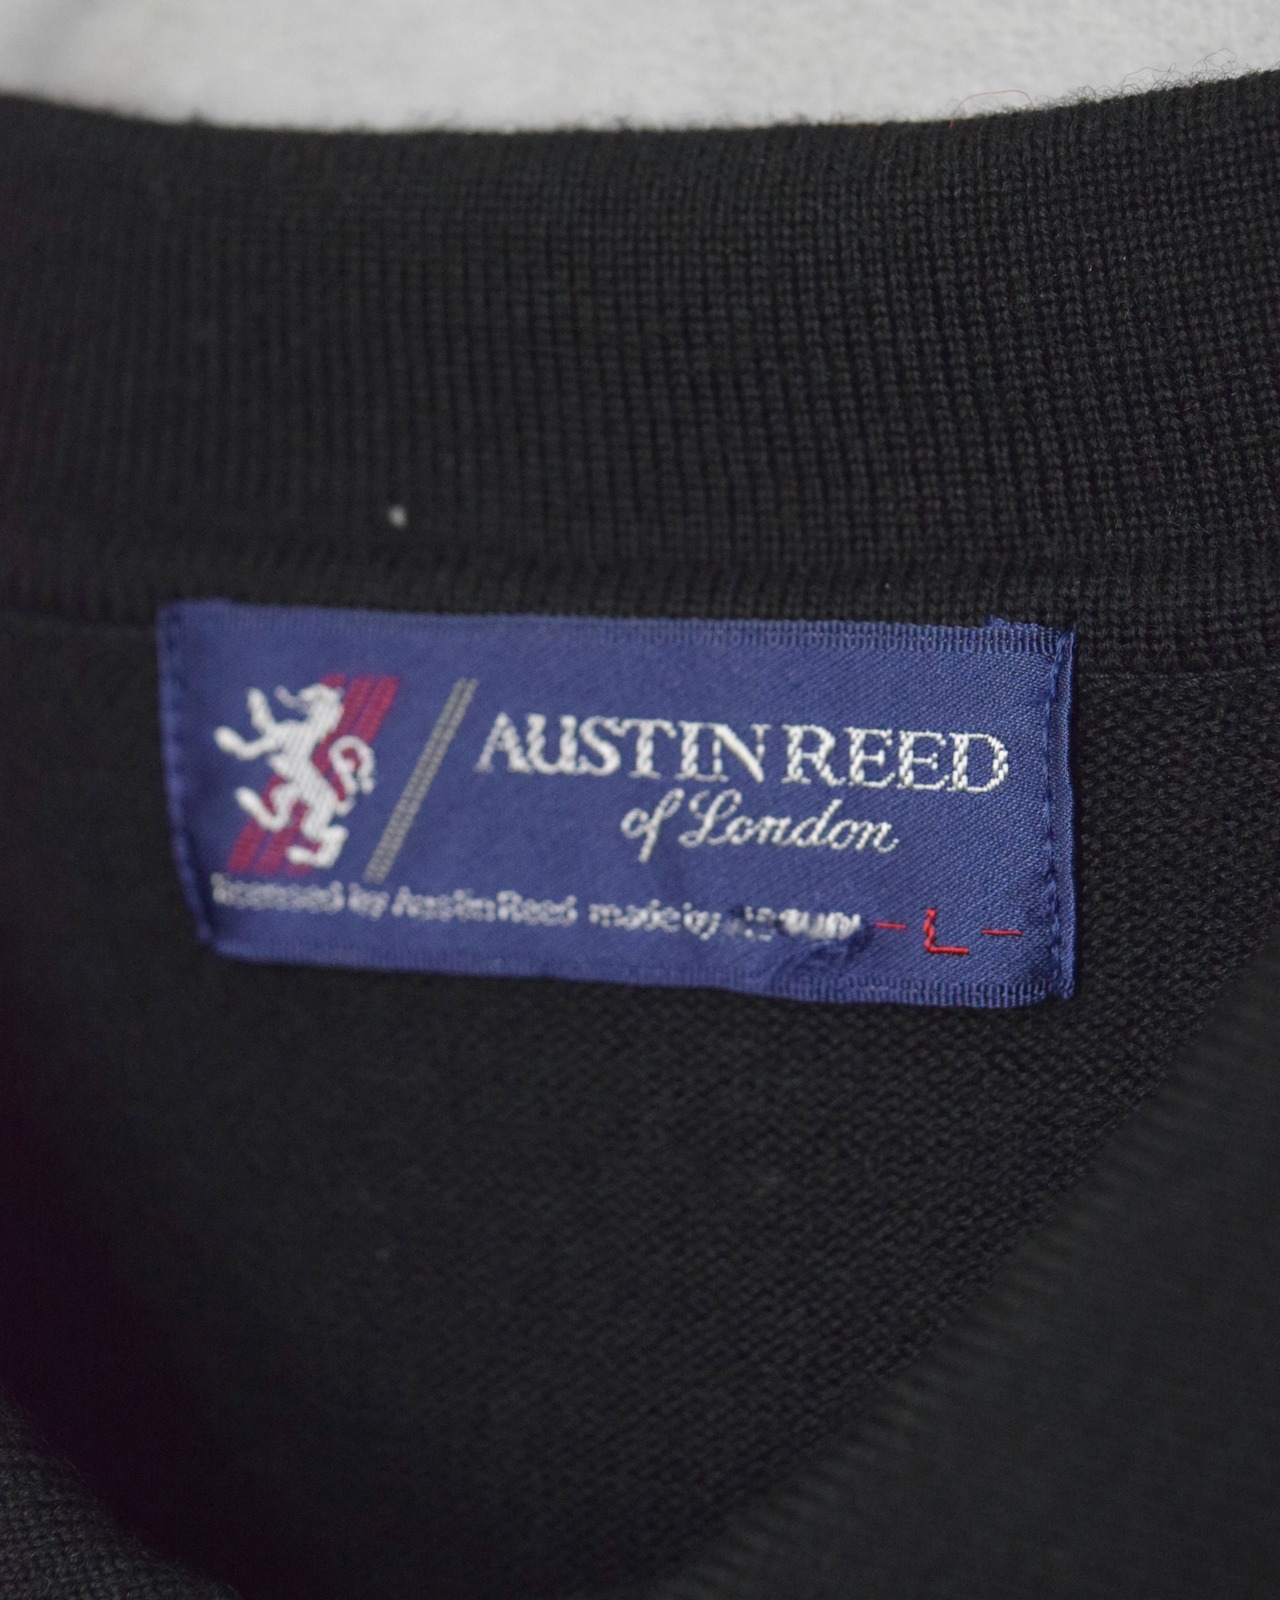 AUSTIN REED
of London
licensed by Austin Reed made by -L-